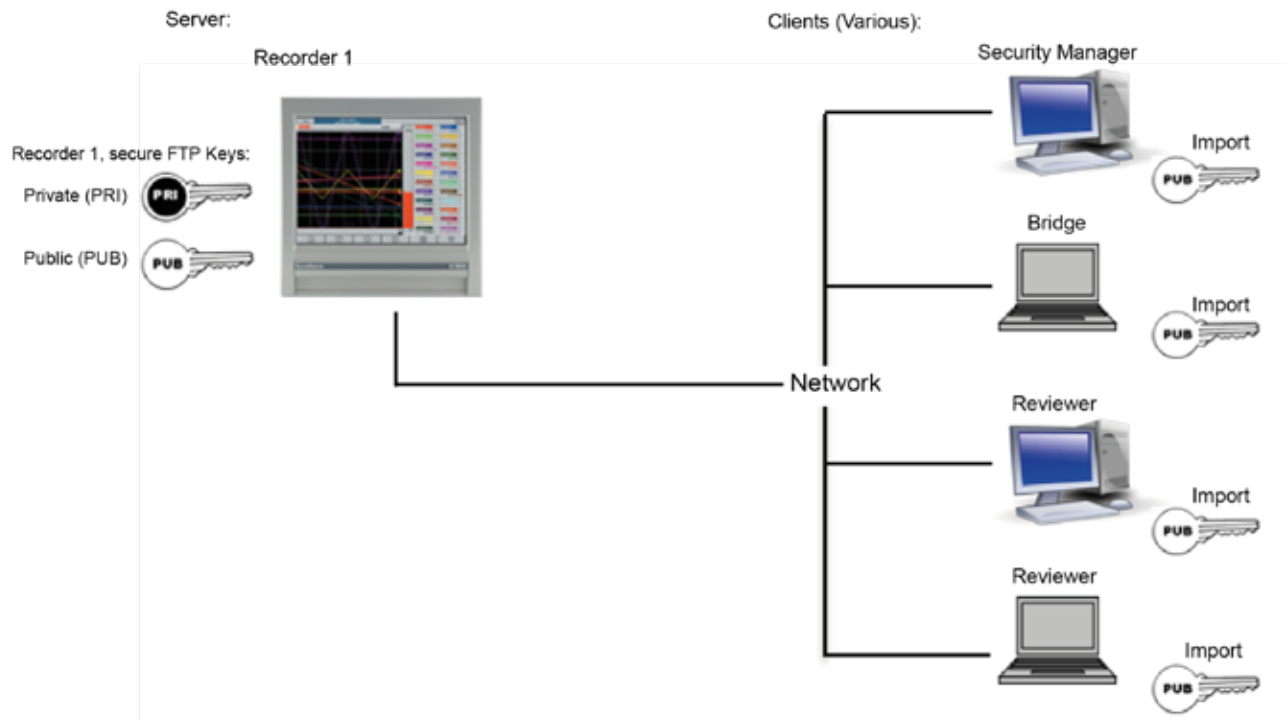 Server:
Clients (Various):
Recorder 1
Security Manager
Recorder 1, secure FTP Keys:
Import
Private (PRI)
PRI
PUB
Bridge
Public (PUB)
PUB
Import
PUB
Network
Reviewer
Import
PUB
Reviewer
Import
PUB